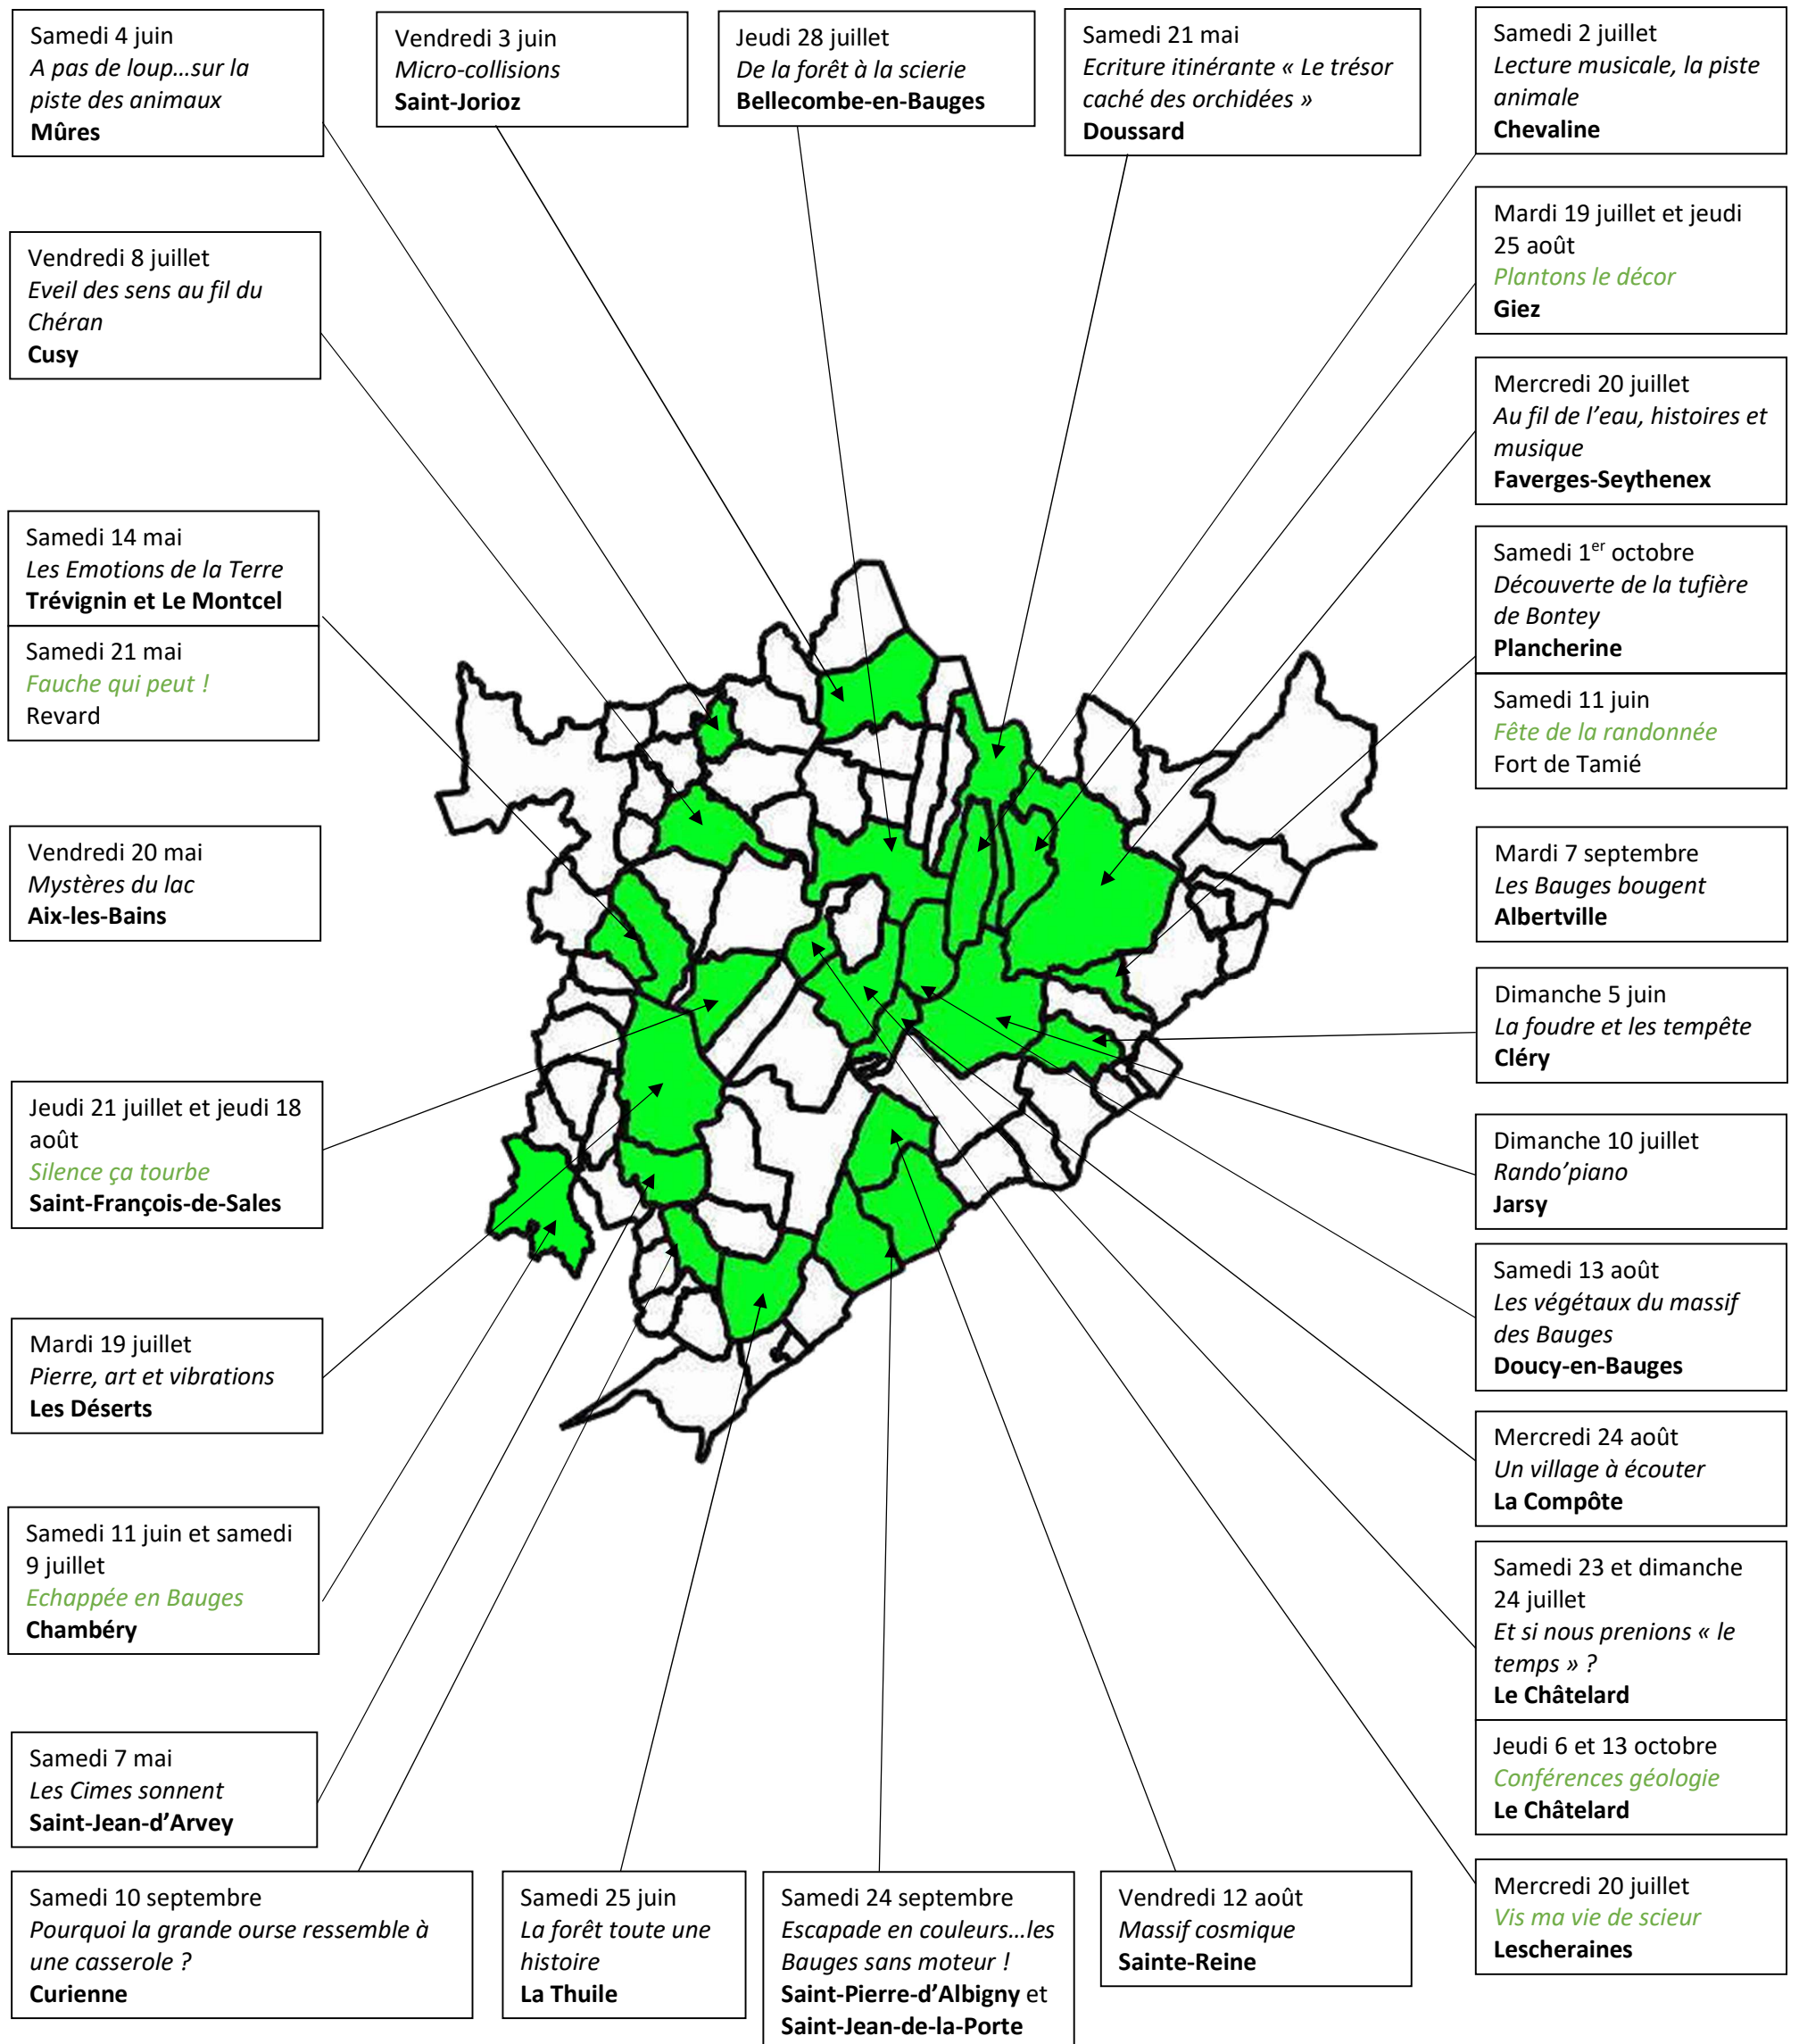 Samedi 4 juin
A pas de loup…sur la
piste des animaux
Mûres
Vendredi 3 juin
Micro-collisions
Saint-Jorioz
Jeudi 28 juillet
De la forêt à la scierie
Bellecombe-en-Bauges
Samedi 21 mai
Ecriture itinérante « Le trésor
caché des orchidées »
Doussard
Samedi 2 juillet
Lecture musicale, la piste
animale
Chevaline
Mardi 19 juillet et jeudi
25 août
Plantons le décor
Giez
Vendredi 8 juillet
Eveil des sens au fil du
Chéran
Cusy
Mercredi 20 juillet
Au fil de l’eau, histoires et
musique
Faverges-Seythenex
Samedi 14 mai
Les Emotions de la Terre
Trévignin et Le Montcel
Samedi 21 mai
Fauche qui peut !
Revard
Samedi 1er octobre
Découverte de la tufière
de Bontey
Plancherine
Samedi 11 juin
Fête de la randonnée
Fort de Tamié
Vendredi 20 mai
Mystères du lac
Aix-les-Bains
Mardi 7 septembre
Les Bauges bougent
Albertville
Dimanche 5 juin
La foudre et les tempête
Cléry
Jeudi 21 juillet et jeudi 18
août
Silence ça tourbe
Saint-François-de-Sales
Dimanche 10 juillet
Rando’piano
Jarsy
Samedi 13 août
Les végétaux du massif
des Bauges
Doucy-en-Bauges
Mardi 19 juillet
Pierre, art et vibrations
Les Déserts
Mercredi 24 août
Un village à écouter
La Compôte
Samedi 11 juin et samedi
9 juillet
Echappée en Bauges
Chambéry
Samedi 23 et dimanche
24 juillet
Et si nous prenions « le
temps » ?
Le Châtelard
Jeudi 6 et 13 octobre
Conférences géologie
Le Châtelard
Samedi 7 mai
Les Cimes sonnent
Saint-Jean-d’Arvey
Samedi 10 septembre
Pourquoi la grande ourse ressemble à
une casserole ?
Curienne
Samedi 25 juin
La forêt toute une
histoire
La Thuile
Samedi 24 septembre
Escapade en couleurs…les
Bauges sans moteur !
Saint-Pierre-d’Albigny et
Saint-Jean-de-la-Porte
Vendredi 12 août
Massif cosmique
Sainte-Reine
Mercredi 20 juillet
Vis ma vie de scieur
Lescheraines